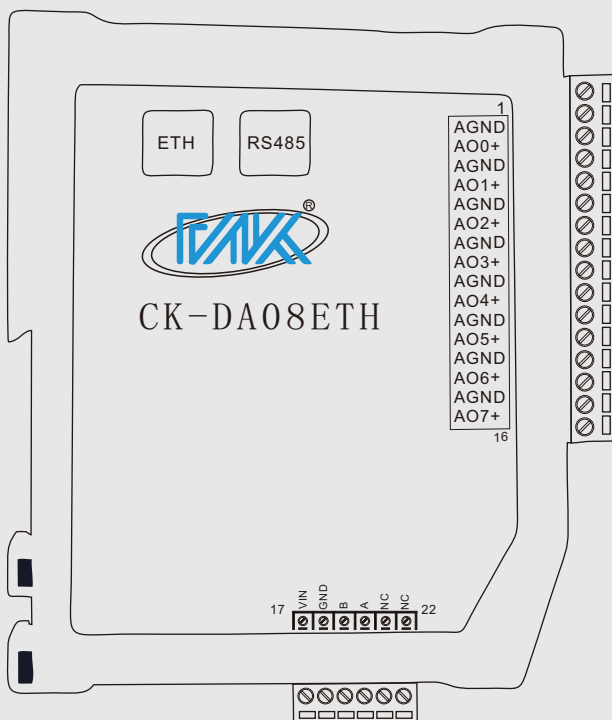 ETH RS485
®
CK-DA08ETH
1
AGND
AO0+
AGND
AO1+
AGND
AO2+
AGND
AO3+
AGND
AO4+
AGND
AO5+
AGND
AO6+
AGND
AO7+
16
17 VIN GND B A NC NC 22